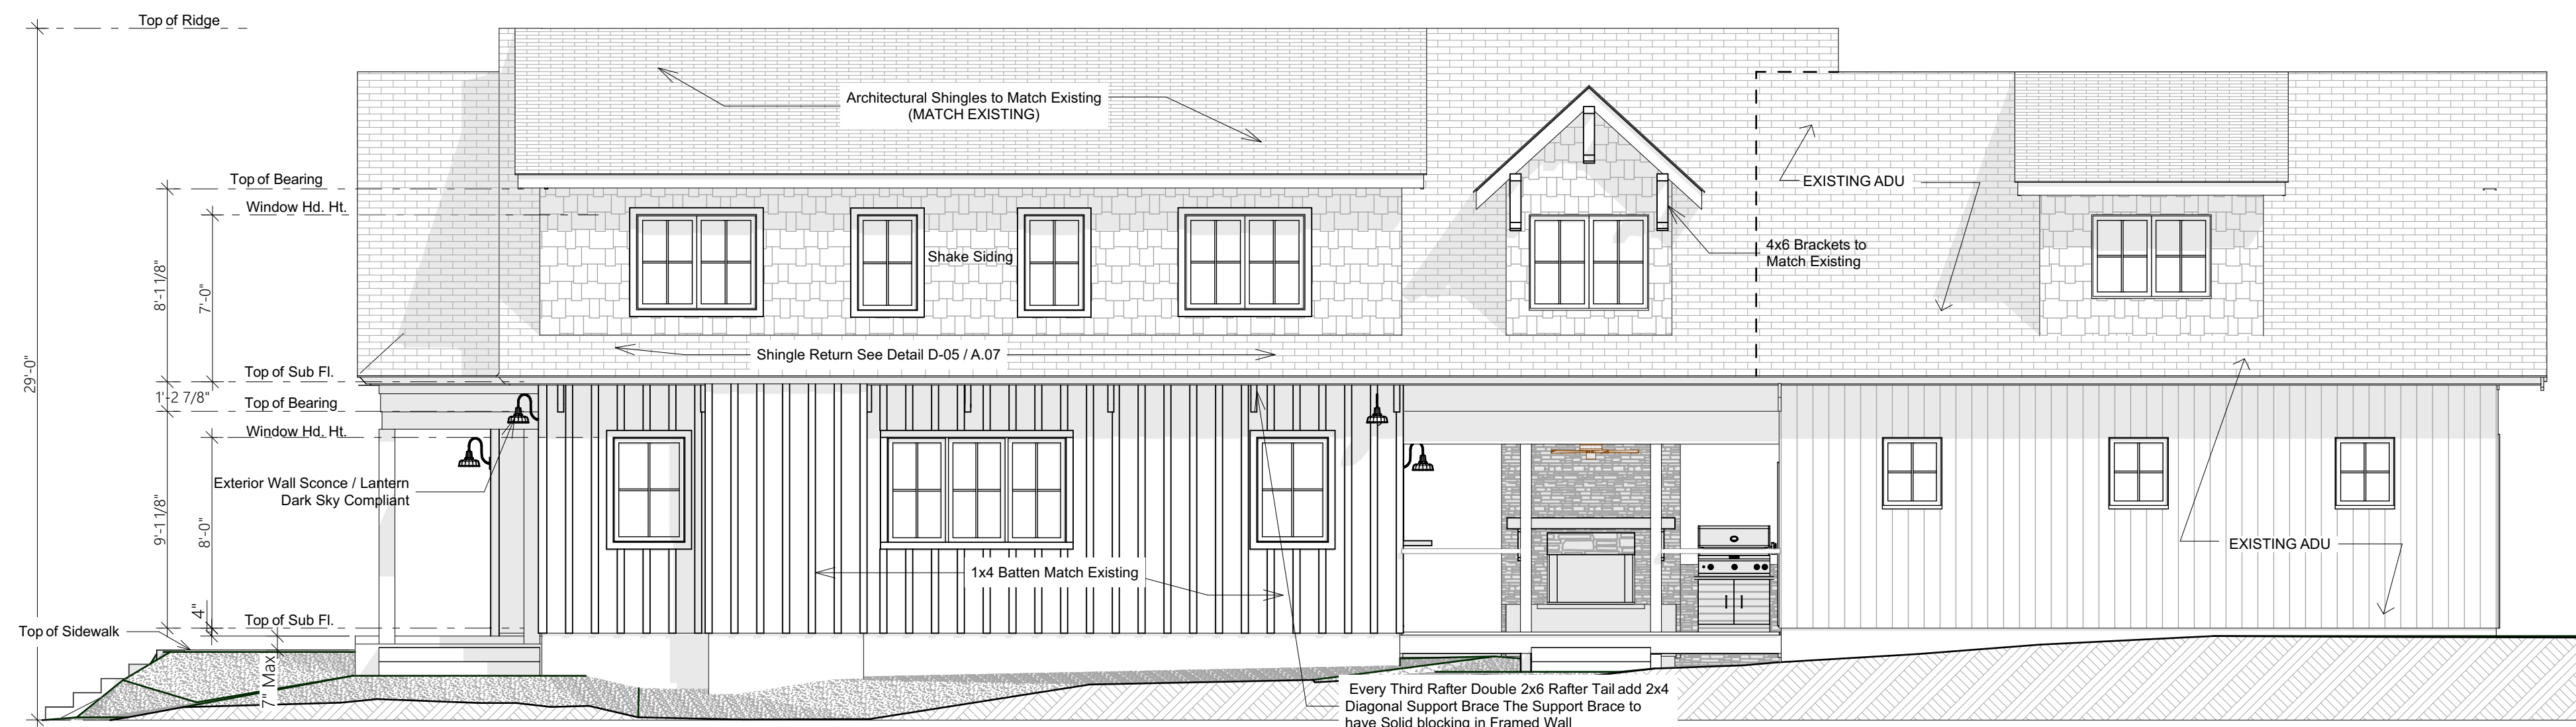 Top of Ridge
Architectural Shingles to Match Existing
(MATCH EXISTING)
Top of Bearing
EXISTING ADU
Window Hd. Ht.
4x6 Brackets to
Match Existing
Shake Siding
8'-1 1/8"
7'-0"
29'-0"
Shingle Return See Detail D-05 / A.07
Top of Sub Fl.
1'-2 7/8"
Top of Bearing
Window Hd. Ht.
Exterior Wall Sconce / Lantern
Dark Sky Compliant
9'-1 1/8"
8'-0"
EXISTING ADU
1x4 Batten Match Existing
4"
Top of Sub Fl.
Top of Sidewalk
7" Max
Every Third Rafter Double 2x6 Rafter Tail add 2x4
Diagonal Support Brace The Support Brace to
have Solid blocking in Framed Wall